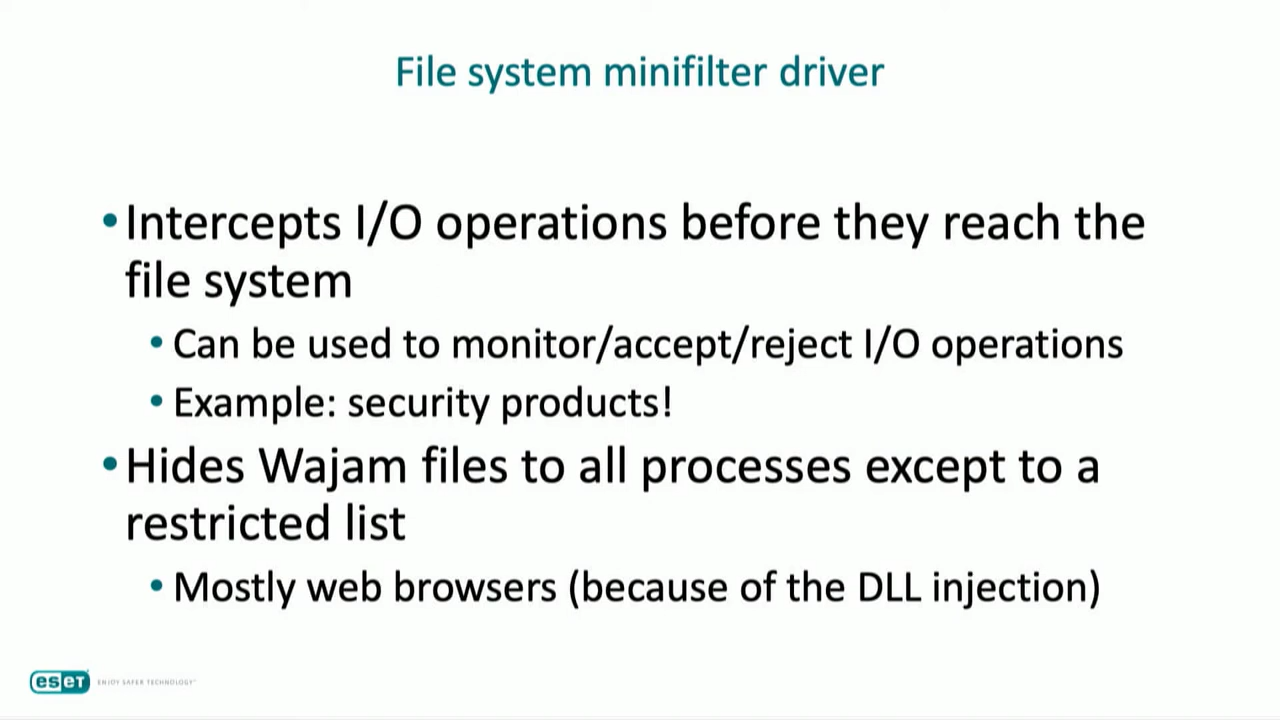 File system minifilter driver
•Intercepts I/O operations before they reach the
file system
• Can be used to monitor/accept/reject I/O operations
• Example: security products!
•Hides Wajam files to all processes except to a
restricted list
• Mostly web browsers (because of the DLL injection)
eset ENJOY SAFER TECHNOLOGY™